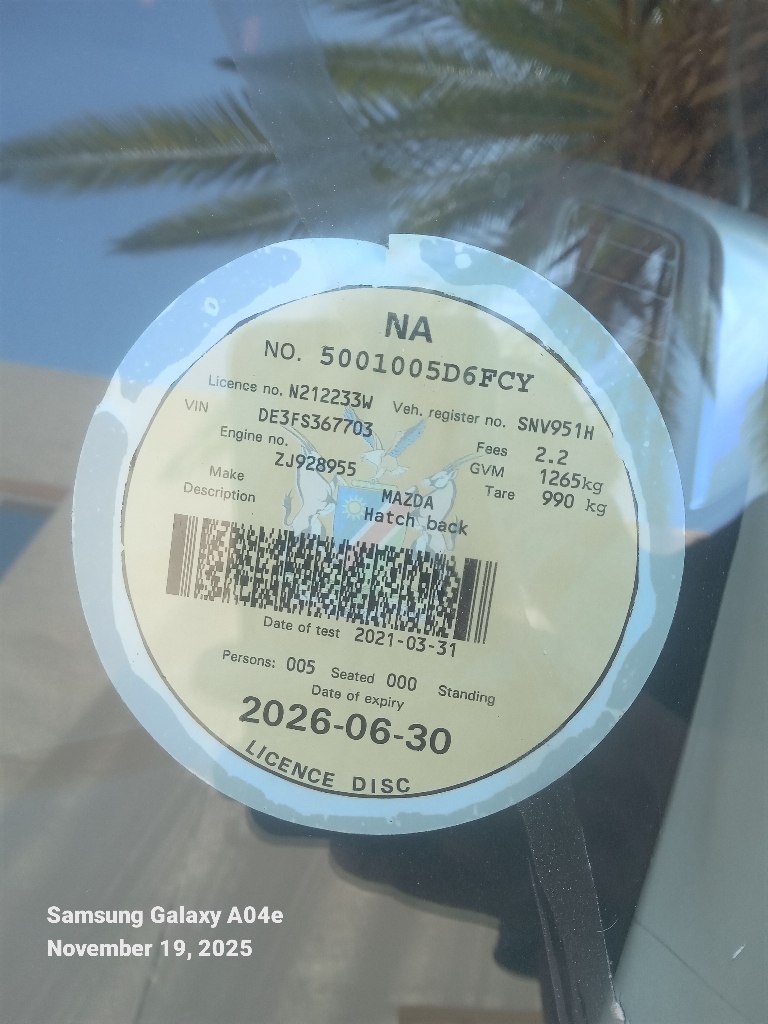 NA
NO. 5001005D6FCY
Licence no. N212233W Veh. register no. SNV951H
VIN DE3FS367703 Fees 2.2
Engine no. ZJ928955 GVM 1265kg
Make MAZDA Tare 990 kg
Description Hatch back
Date of test 2021-03-31
Persons: 005 Seated 000 Standing
Date of expiry
2026-06-30
LICENCE DISC
Samsung Galaxy A04e
November 19, 2025